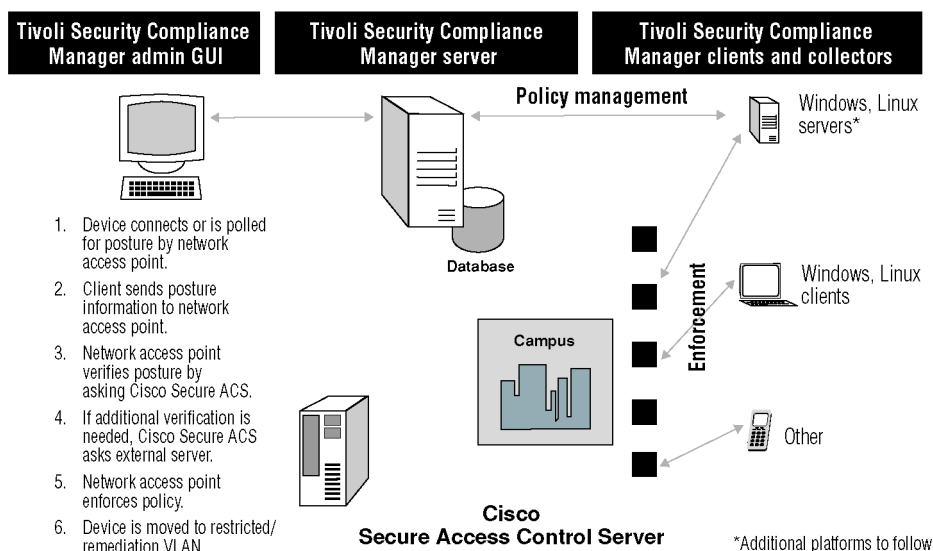 Tivoli Security Compliance
Manager admin GUI
Tivoli Security Compliance
Manager server
Tivoli Security Compliance
Manager clients and collectors
Policy management
Windows, Linux
servers*
1. Device connects or is polled
for posture by network
access point.
2. Client sends posture
information to network
access point.
3. Network access point
verifies posture by
asking Cisco Secure ACS.
4. If additional verification is
needed, Cisco Secure ACS
asks external server.
5. Network access point
enforces policy.
6. Device is moved to restricted/
remediation VLAN
Database
Campus
Enforcement
Windows, Linux
clients
Other
Cisco
Secure Access Control Server
*Additional platforms to follow